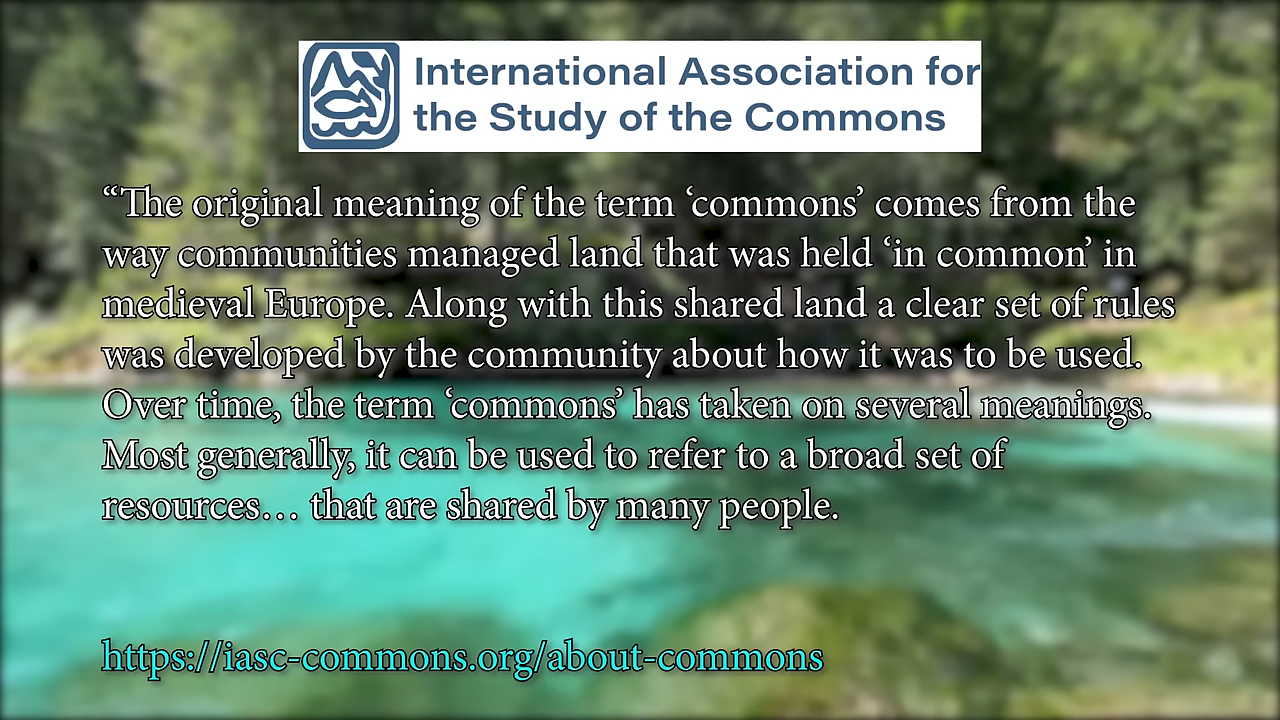 International Association for
the Study of the Commons
“The original meaning of the term ‘commons’ comes from the
way communities managed land that was held ‘in common’ in
medieval Europe. Along with this shared land a clear set of rules
was developed by the community about how it was to be used.
Over time, the term ‘commons’ has taken on several meanings.
Most generally, it can be used to refer to a broad set of
resources… that are shared by many people.
https://iasc-commons.org/about-commons